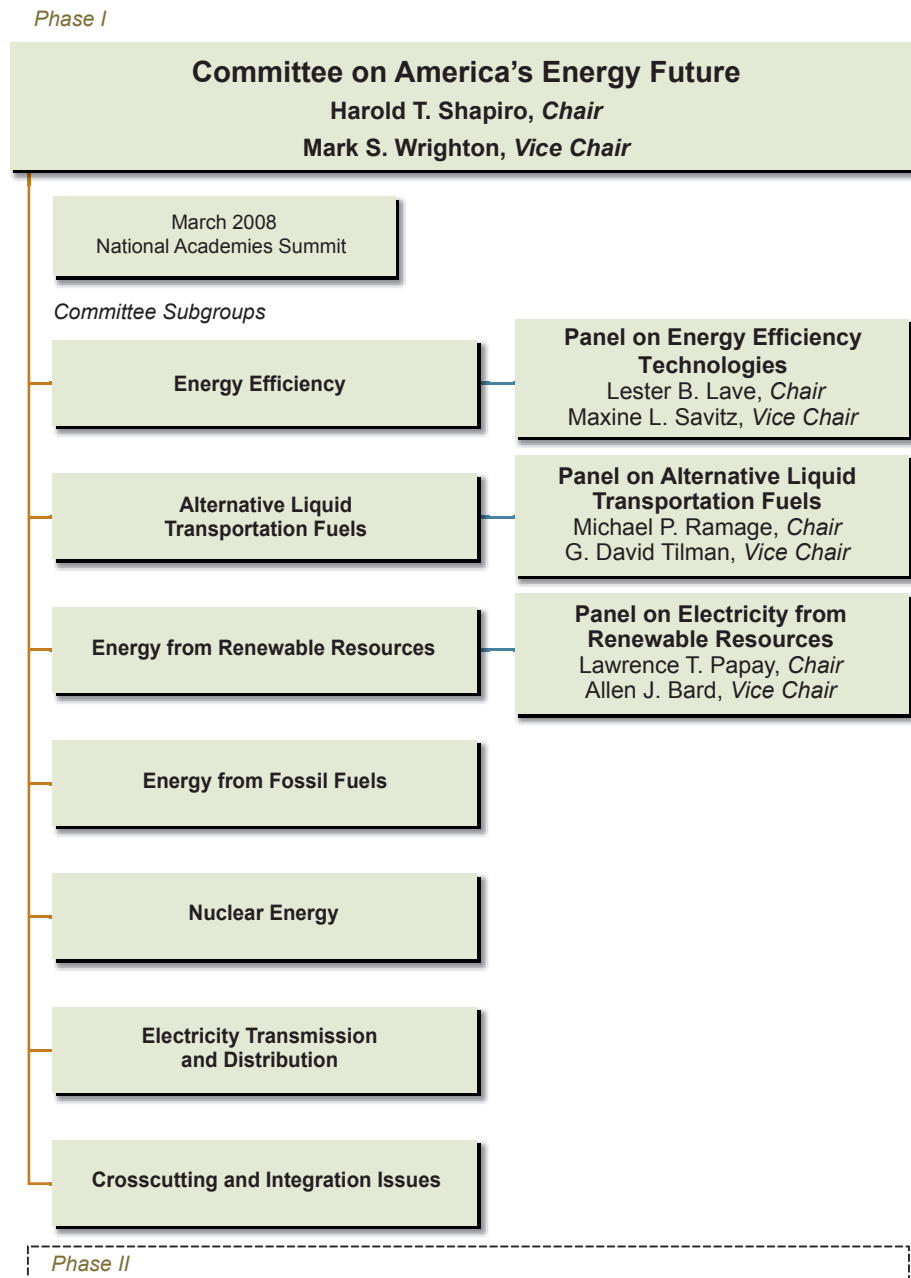 Phase I
Committee on America’s Energy Future
Harold T. Shapiro, Chair
Mark S. Wrighton, Vice Chair
March 2008
National Academies Summit
Committee Subgroups
Energy Efficiency
Panel on Energy Efficiency
Technologies
Lester B. Lave, Chair
Maxine L. Savitz, Vice Chair
Alternative Liquid
Transportation Fuels
Panel on Alternative Liquid
Transportation Fuels
Michael P. Ramage, Chair
G. David Tilman, Vice Chair
Energy from Renewable Resources
Panel on Electricity from
Renewable Resources
Lawrence T. Papay, Chair
Allen J. Bard, Vice Chair
Energy from Fossil Fuels
Nuclear Energy
Electricity Transmission
and Distribution
Crosscutting and Integration Issues
Phase II